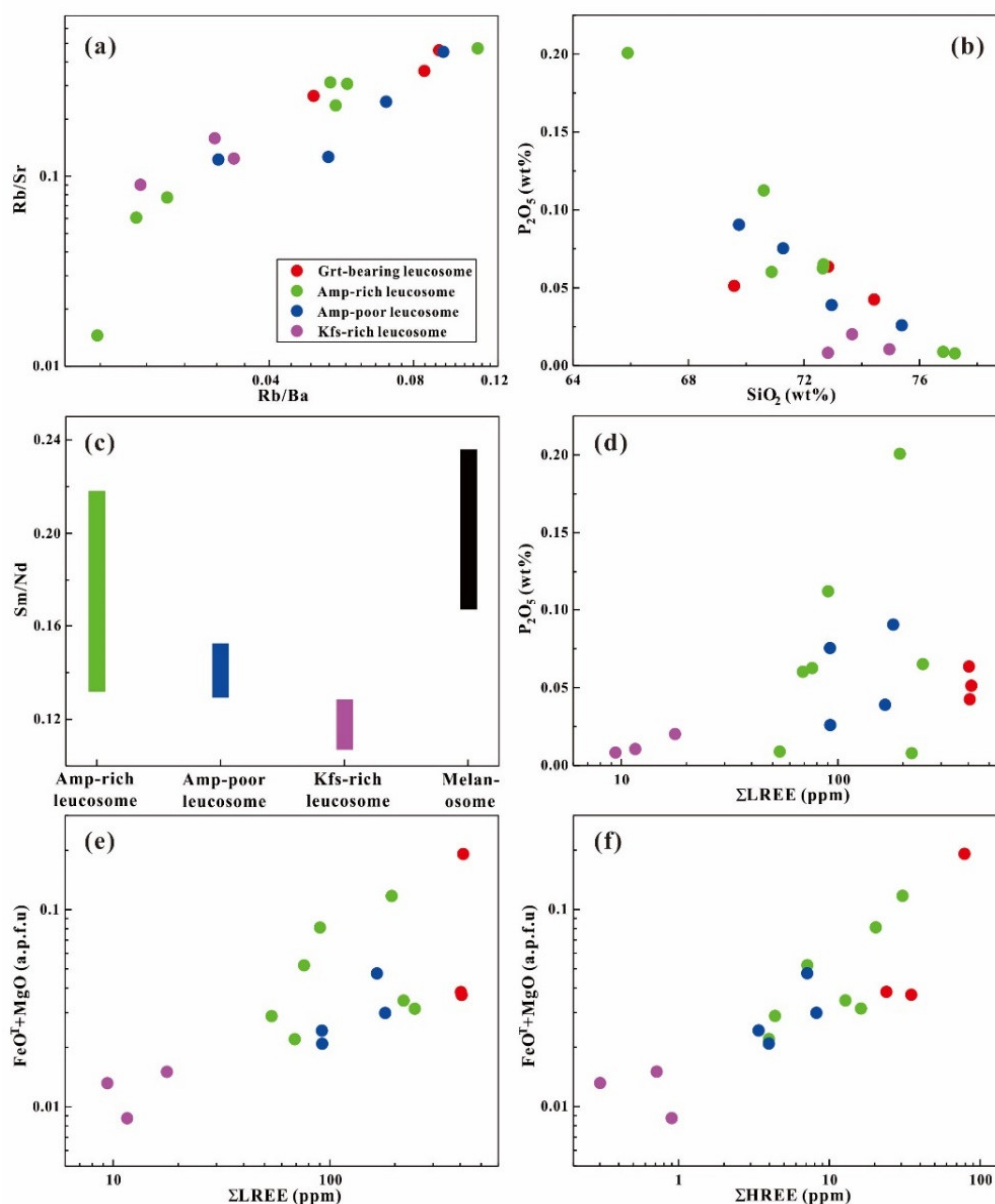 (a)
Rb/Sr
0.1
0.01
0.04
0.08
0.12
Rb/Ba
Grt-bearing leucosome
Amp-rich leucosome
Amp-poor leucosome
Kfs-rich leucosome
(b)
P₂O₅ (wt%)
0.20
0.15
0.10
0.05
0.00
64
68
72
76
SiO₂ (wt%)
(c)
Sm/Nd
0.24
0.20
0.16
0.12
Amp-rich
leucosome
Amp-poor
leucosome
Kfs-rich
leucosome
Melan-
osome
(d)
P₂O₅ (wt%)
0.20
0.15
0.10
0.05
0.00
10
100
ΣLREE (ppm)
(e)
FeOᵀ+MgO (a.p.f.u)
0.1
0.01
10
100
ΣLREE (ppm)
(f)
FeOᵀ+MgO (a.p.f.u)
0.1
0.01
1
10
100
ΣHREE (ppm)